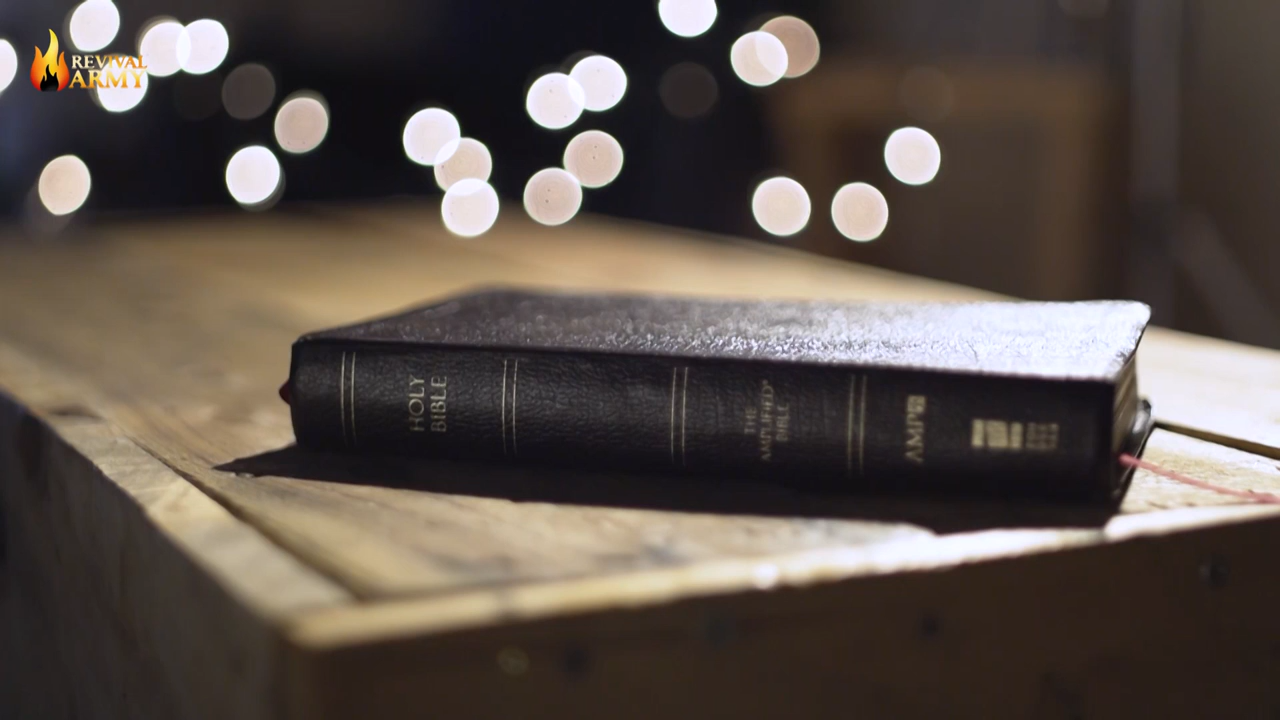 REVIVAL
ARMY
HOLY
BIBLE
THE
AMPLIFIED®
BIBLE
AMP